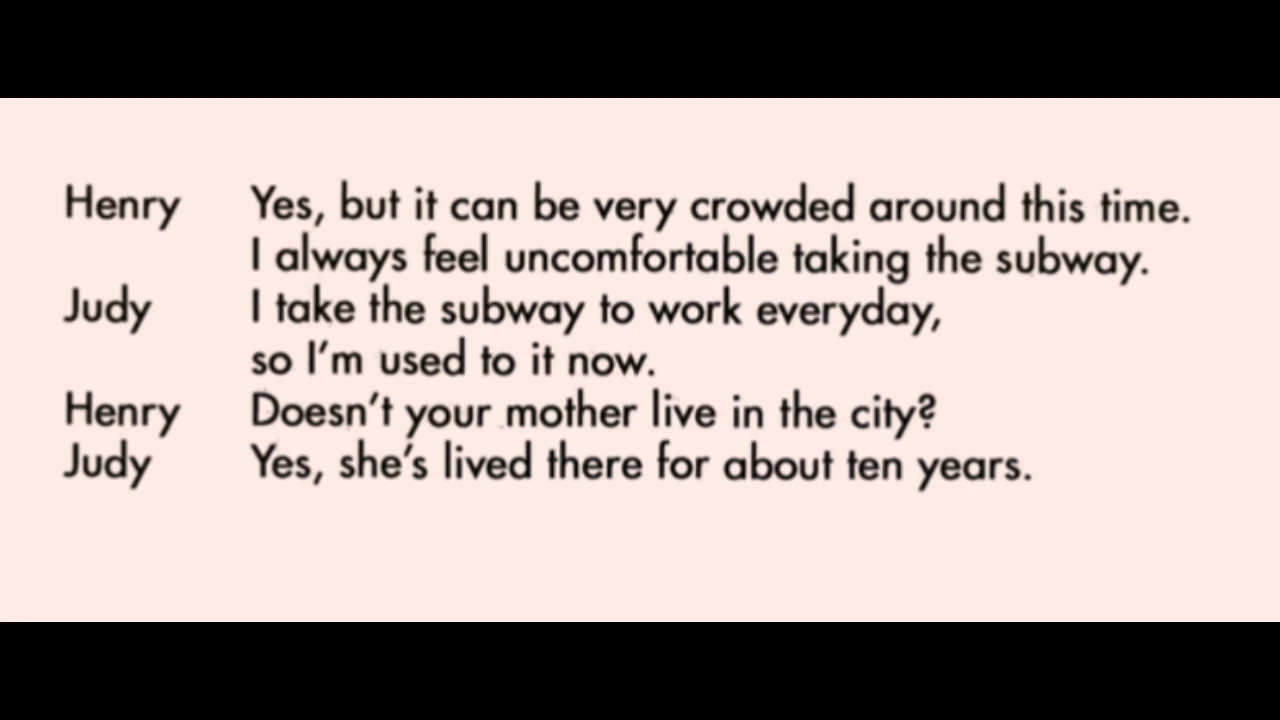 Henry Yes, but it can be very crowded around this time.
I always feel uncomfortable taking the subway.
Judy I take the subway to work everyday,
so I'm used to it now.
Henry Doesn't your mother live in the city?
Judy Yes, she's lived there for about ten years.